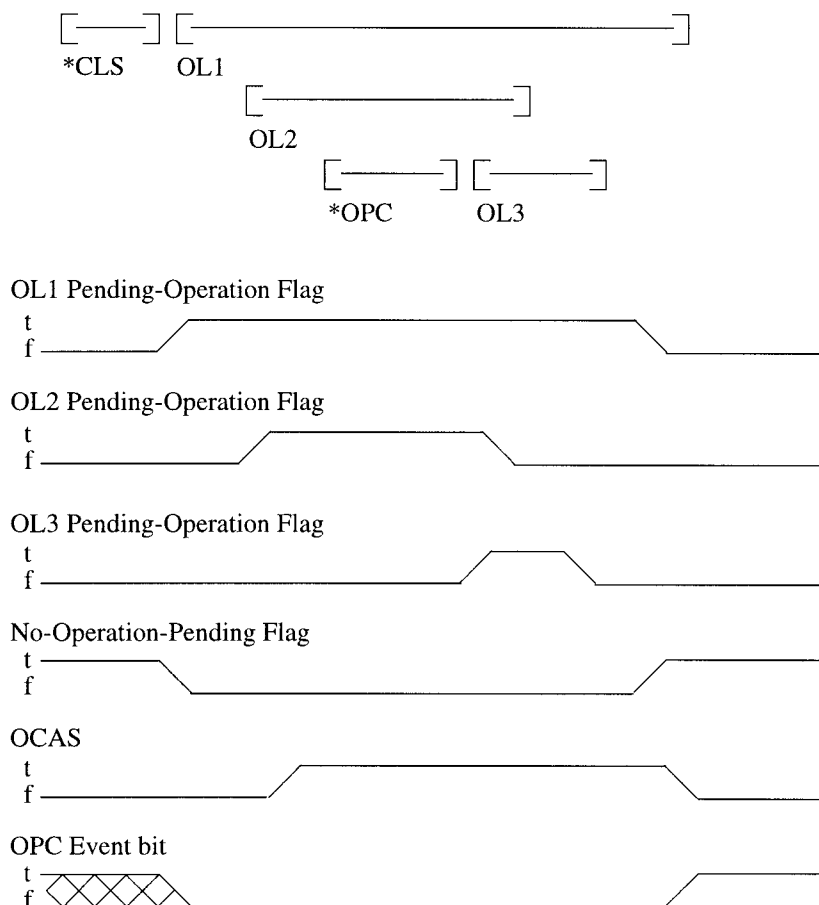 *CLS OL1
OL2
*OPC OL3
OL1 Pending-Operation Flag
t
f
OL2 Pending-Operation Flag
t
f
OL3 Pending-Operation Flag
t
f
No-Operation-Pending Flag
t
f
OCAS
t
f
OPC Event bit
t
f